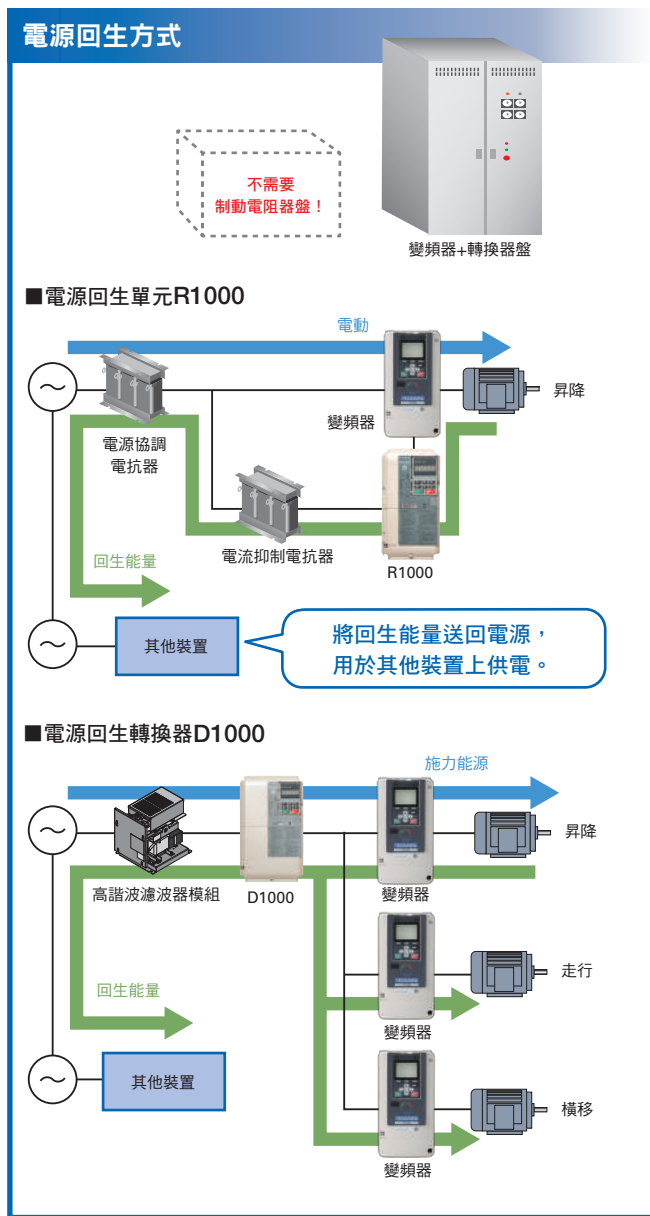 電源回生方式
不需要
制動電阻器盤！
變頻器+轉換器盤
■電源回生單元R1000
電動
昇降
變頻器
電源協調
電抗器
電流抑制電抗器
R1000
回生能量
其他裝置
將回生能量送回電源，
用於其他裝置上供電。
■電源回生轉換器D1000
施力能源
昇降
高諧波濾波器模組
D1000
變頻器
回生能量
走行
變頻器
其他裝置
橫移
變頻器